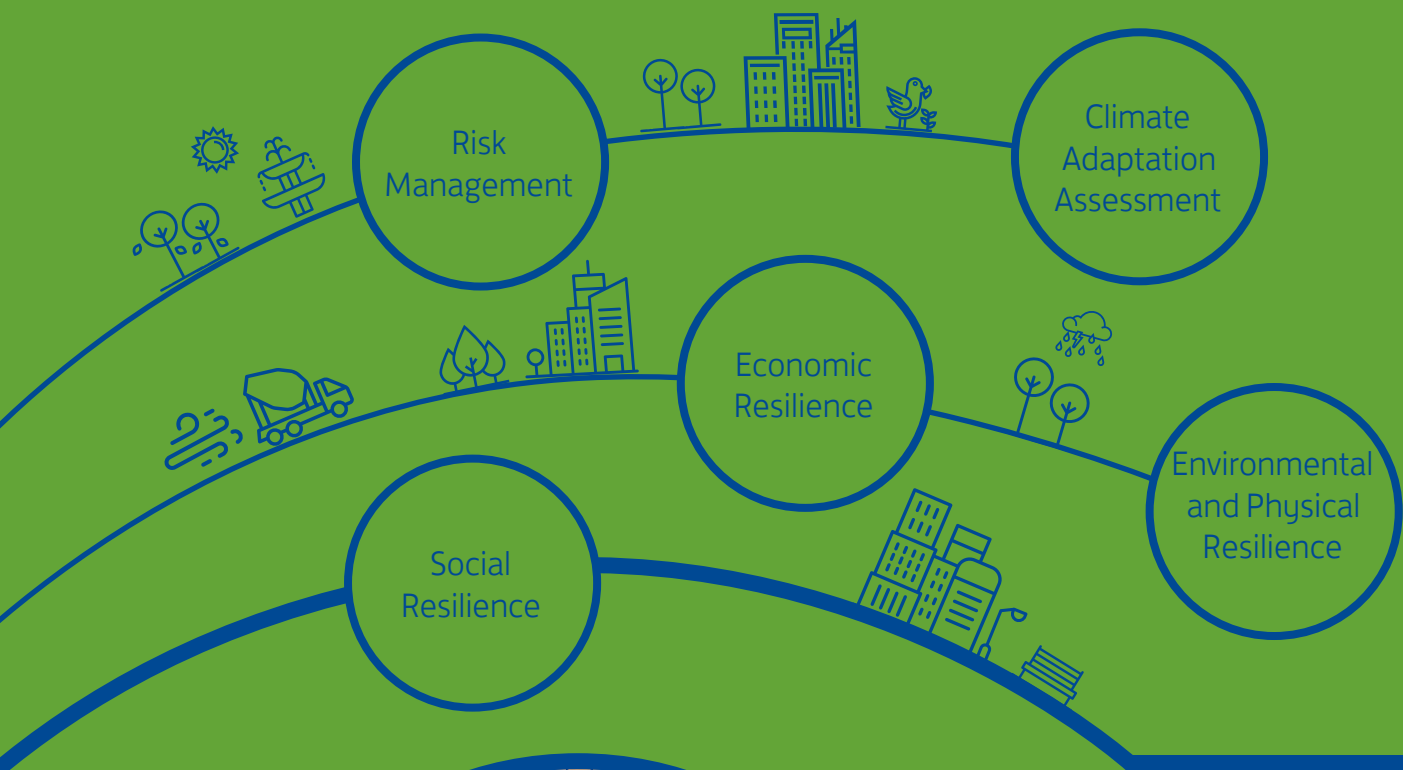 Risk
Management
Climate
Adaptation
Assessment
Economic
Resilience
Environmental
and Physical
Resilience
Social
Resilience